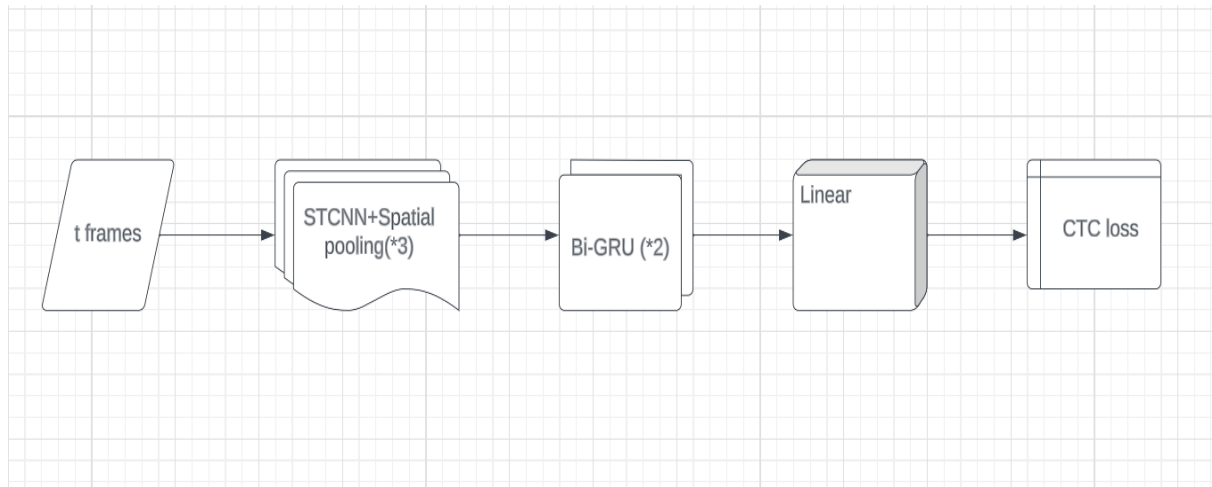 t frames
STCNN+Spatial
pooling(*3)
Bi-GRU (*2)
Linear
CTC loss